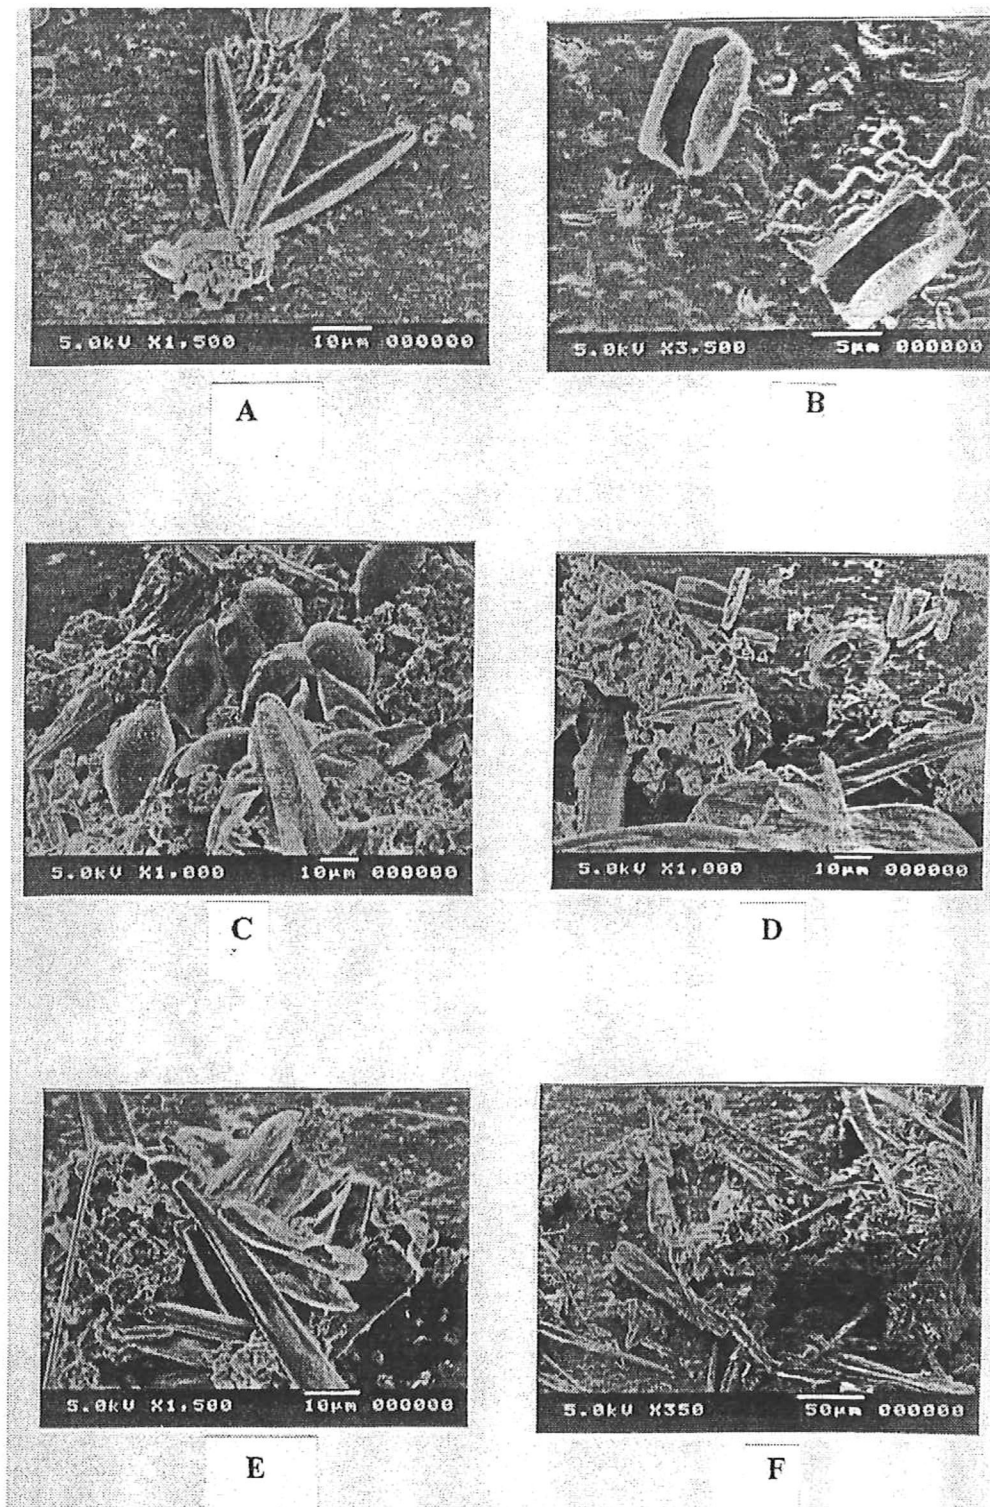 5.0kV X1,500 10µm 000000
A
5.0kV X3,500 5µm 000000
B
5.0kV X1,000 10µm 000000
C
5.0kV X1,000 10µm 000000
D
5.0kV X1,500 10µm 000000
E
5.0kV X350 50µm 000000
F